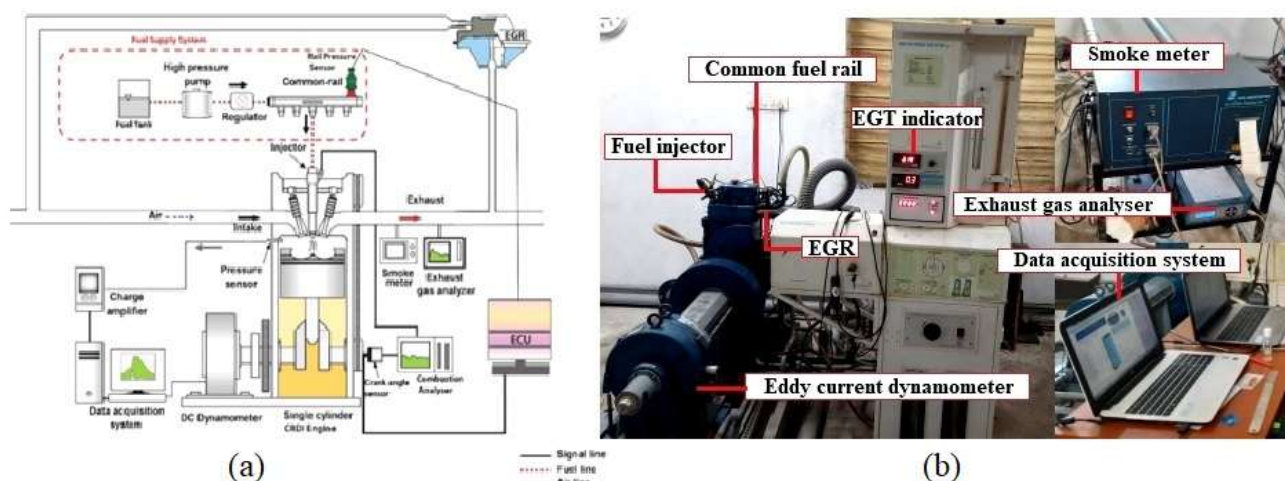 EGR
Fuel Supply System
Rail Pressure
Sensor
High pressure
pump
Common-rail
Fuel Tank
Regulator
Injector
Air
Intake
Exhaust
Pressure
sensor
Smoke
meter
Exhaust
gas analyzer
Charge
amplifier
ECU
Crank angle
sensor
Combustion
Analyser
Data acquisition
system
DC Dynamometer
Single cylinder
CRDI Engine
(a)
Signal line
Fuel line
Air line
Common fuel rail
EGT indicator
Fuel injector
EGR
Eddy current dynamometer
Smoke meter
Exhaust gas analyser
Data acquisition system
(b)